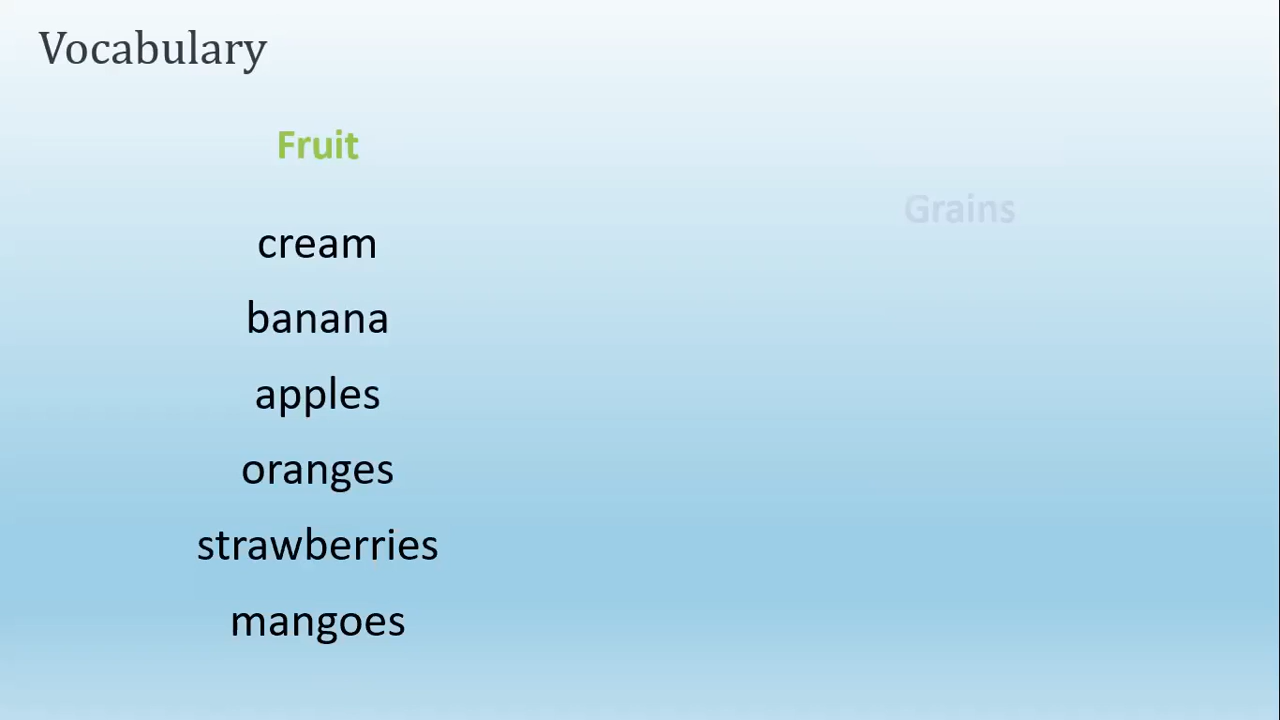 Vocabulary
Fruit
cream
banana
apples
oranges
strawberries
mangoes
Grains